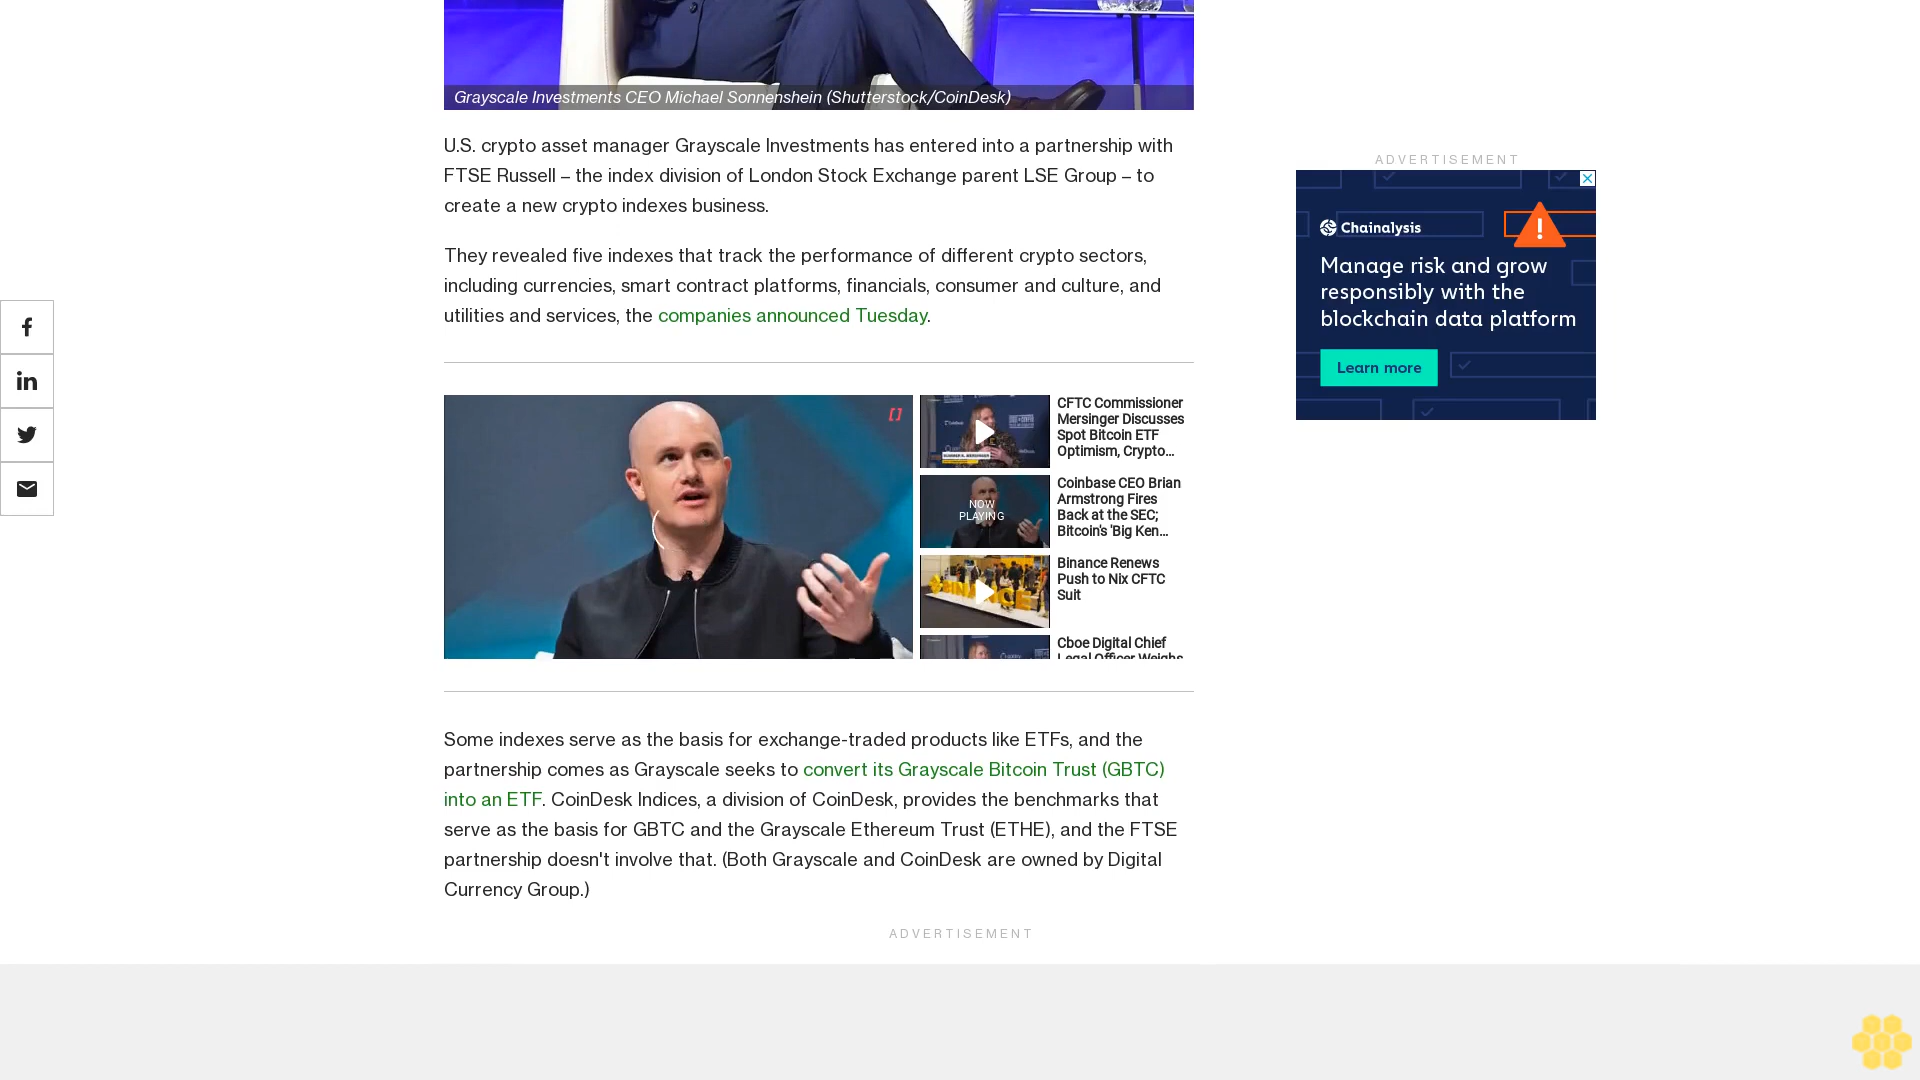 Grayscale Investments CEO Michael Sonnenshein (Shutterstock/CoinDesk)
U.S. crypto asset manager Grayscale Investments has entered into a partnership with
FTSE Russell – the index division of London Stock Exchange parent LSE Group – to
create a new crypto indexes business.
They revealed five indexes that track the performance of different crypto sectors,
including currencies, smart contract platforms, financials, consumer and culture, and
utilities and services, the companies announced Tuesday.
CFTC Commissioner
Mersinger Discusses
Spot Bitcoin ETF
Optimism, Crypto...
NOW
PLAYING
Coinbase CEO Brian
Armstrong Fires
Back at the SEC;
Bitcoin's 'Big Ken...
BINANCE
Binance Renews
Push to Nix CFTC
Suit
Cboe Digital Chief
Legal Officer Weighs
Some indexes serve as the basis for exchange-traded products like ETFs, and the
partnership comes as Grayscale seeks to convert its Grayscale Bitcoin Trust (GBTC)
into an ETF. CoinDesk Indices, a division of CoinDesk, provides the benchmarks that
serve as the basis for GBTC and the Grayscale Ethereum Trust (ETHE), and the FTSE
partnership doesn't involve that. (Both Grayscale and CoinDesk are owned by Digital
Currency Group.)
ADVERTISEMENT
ADVERTISEMENT
Chainalysis
Manage risk and grow
responsibly with the
blockchain data platform
Learn more